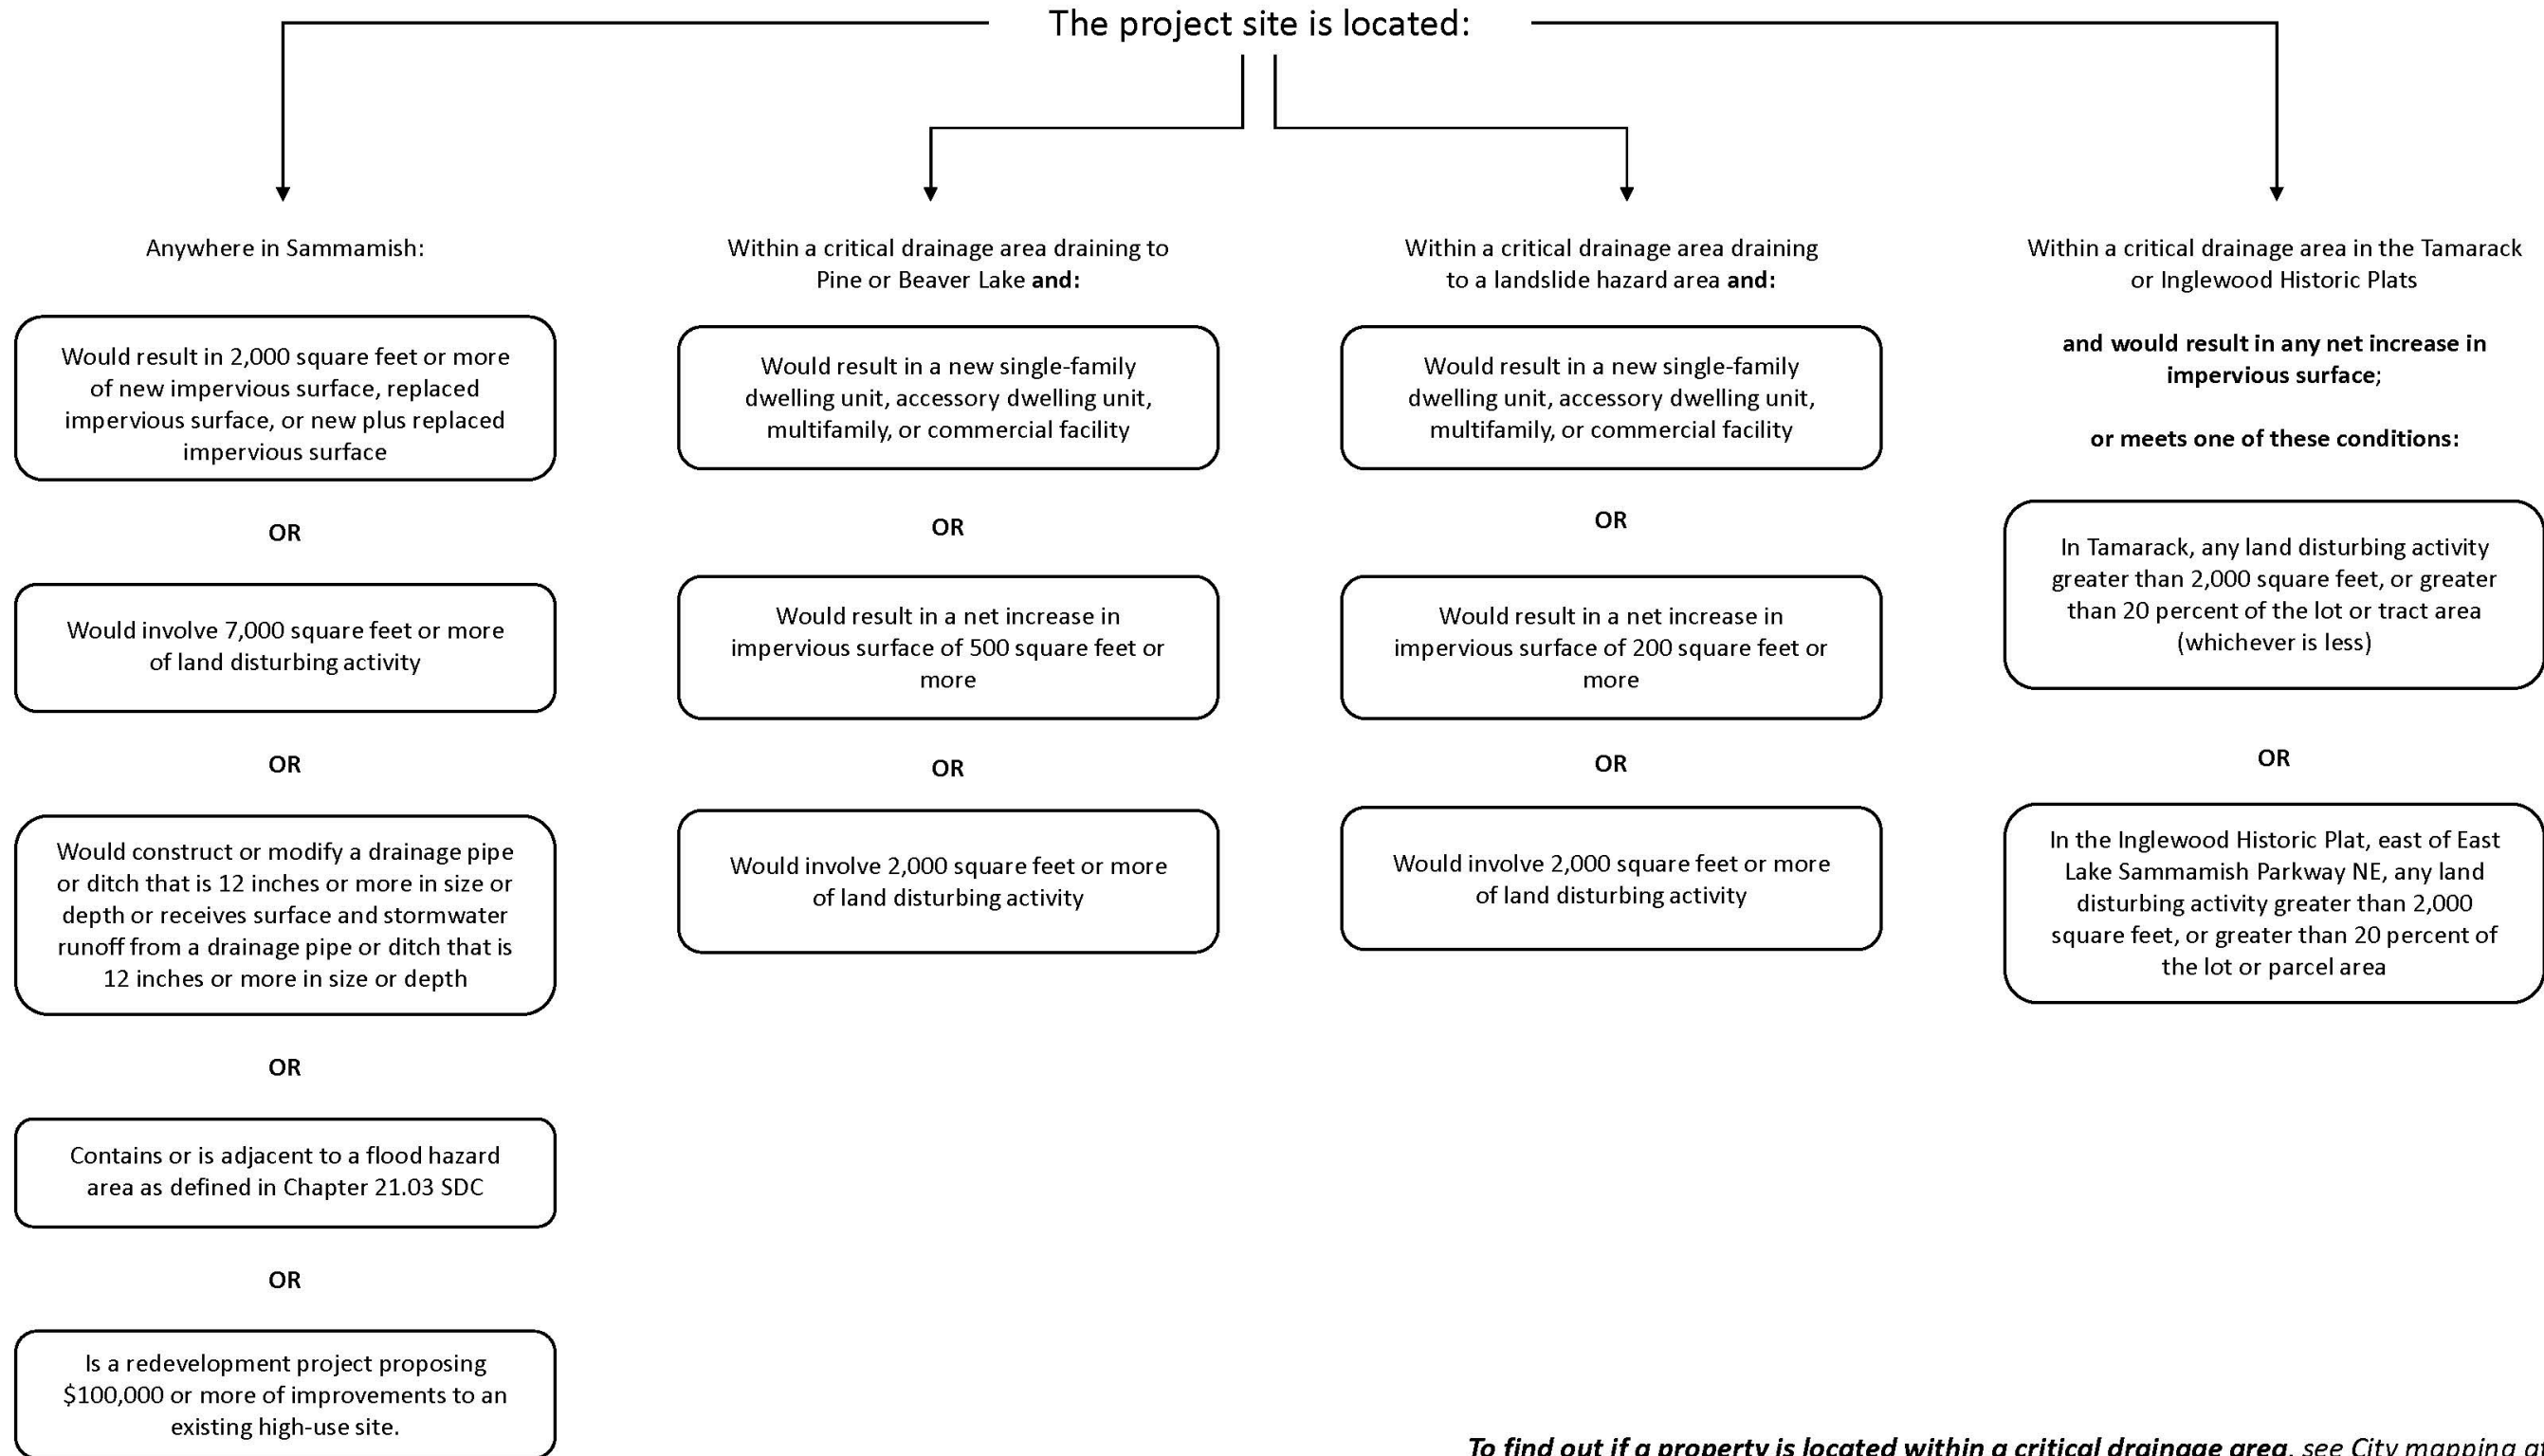 The project site is located:
Anywhere in Sammamish:
Would result in 2,000 square feet or more
of new impervious surface, replaced
impervious surface, or new plus replaced
impervious surface
OR
Would involve 7,000 square feet or more
of land disturbing activity
OR
Would construct or modify a drainage pipe
or ditch that is 12 inches or more in size or
depth or receives surface and stormwater
runoff from a drainage pipe or ditch that is
12 inches or more in size or depth
OR
Contains or is adjacent to a flood hazard
area as defined in Chapter 21.03 SDC
OR
Is a redevelopment project proposing
$100,000 or more of improvements to an
existing high-use site.
Within a critical drainage area draining to
Pine or Beaver Lake and:
Would result in a new single-family
dwelling unit, accessory dwelling unit,
multifamily, or commercial facility
OR
Would result in a net increase in
impervious surface of 500 square feet or
more
OR
Would involve 2,000 square feet or more
of land disturbing activity
Within a critical drainage area draining
to a landslide hazard area and:
Would result in a new single-family
dwelling unit, accessory dwelling unit,
multifamily, or commercial facility
OR
Would result in a net increase in
impervious surface of 200 square feet or
more
OR
Would involve 2,000 square feet or more
of land disturbing activity
Within a critical drainage area in the Tamarack
or Inglewood Historic Plats
and would result in any net increase in
impervious surface;
or meets one of these conditions:
In Tamarack, any land disturbing activity
greater than 2,000 square feet, or greater
than 20 percent of the lot or tract area
(whichever is less)
OR
In the Inglewood Historic Plat, east of East
Lake Sammamish Parkway NE, any land
disturbing activity greater than 2,000
square feet, or greater than 20 percent of
the lot or parcel area
To find out if a property is located within a critical drainage area, see City mapping at